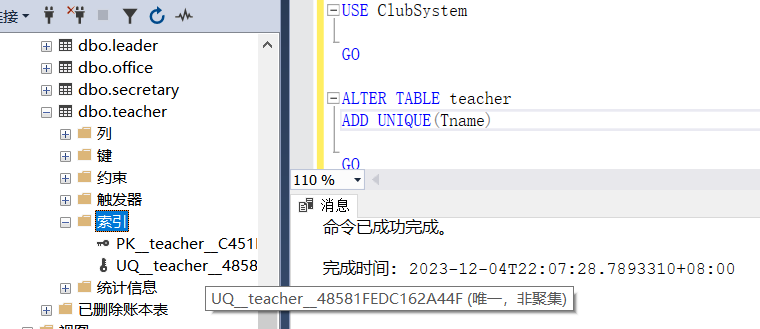 连接
dbo.leader
dbo.office
dbo.secretary
dbo.teacher
列
键
约束
触发器
索引
PK__teacher__C451
UQ__teacher__4858
统计信息
已删除账本表
视图
USE ClubSystem
GO
ALTER TABLE teacher
ADD UNIQUE(Tname)
GO
110 %
消息
命令已成功完成。
完成时间: 2023-12-04T22:07:28.7893310+08:00
UQ__teacher__48581FEDC162A44F (唯一，非聚集)